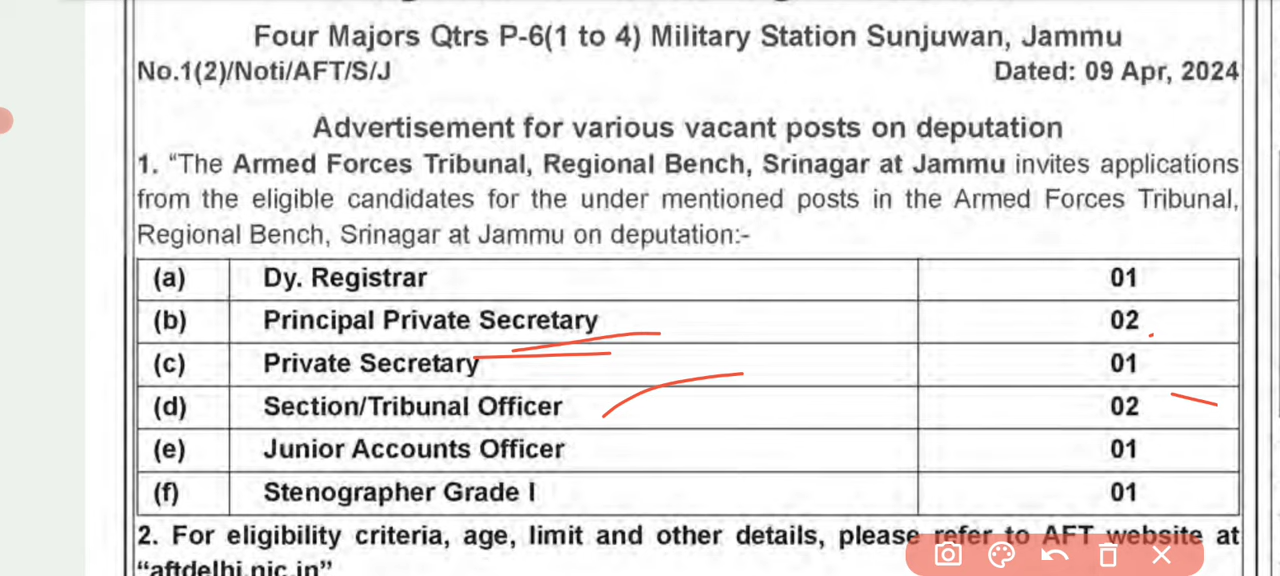 Four Majors Qtrs P-6(1 to 4) Military Station Sunjuwan, Jammu
No.1(2)/Noti/AFT/S/J Dated: 09 Apr, 2024
Advertisement for various vacant posts on deputation
1. “The Armed Forces Tribunal, Regional Bench, Srinagar at Jammu invites applications
from the eligible candidates for the under mentioned posts in the Armed Forces Tribunal,
Regional Bench, Srinagar at Jammu on deputation:-
(a) Dy. Registrar 01
(b) Principal Private Secretary 02
(c) Private Secretary 01
(d) Section/Tribunal Officer 02
(e) Junior Accounts Officer 01
(f) Stenographer Grade I 01
2. For eligibility criteria, age, limit and other details, please refer to AFT website at
“aftdelhi.nic.in”